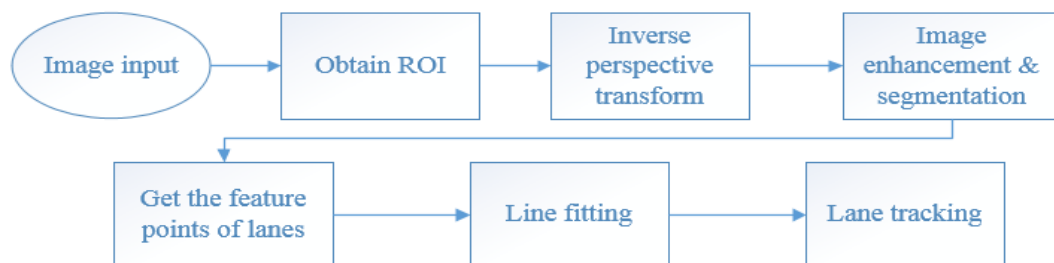 Image input
Obtain ROI
Inverse
perspective
transform
Image
enhancement &
segmentation
Get the feature
points of lanes
Line fitting
Lane tracking